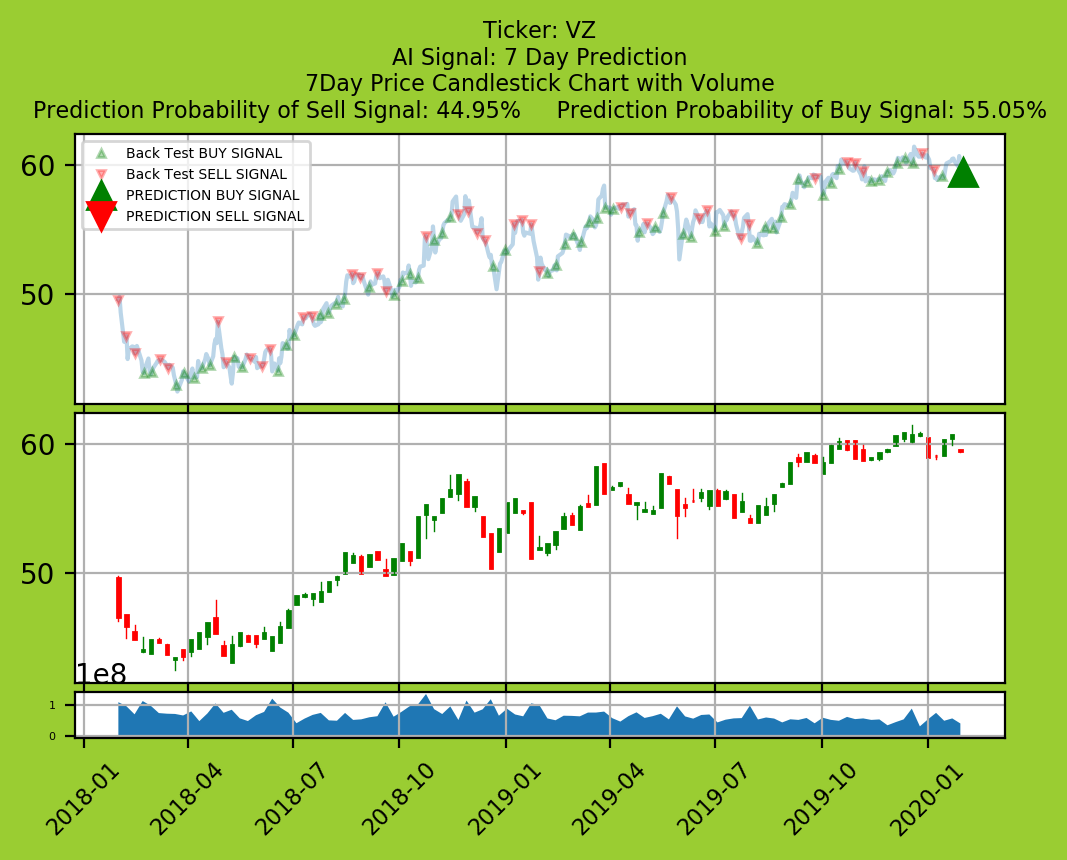 Ticker: VZ
AI Signal: 7 Day Prediction
7Day Price Candlestick Chart with Volume
Prediction Probability of Sell Signal: 44.95%     Prediction Probability of Buy Signal: 55.05%
Back Test BUY SIGNAL
Back Test SELL SIGNAL
PREDICTION BUY SIGNAL
PREDICTION SELL SIGNAL
60
50
60
50
1e8
1
0
2018-01 2018-04 2018-07 2018-10 2019-01 2019-04 2019-07 2019-10 2020-01